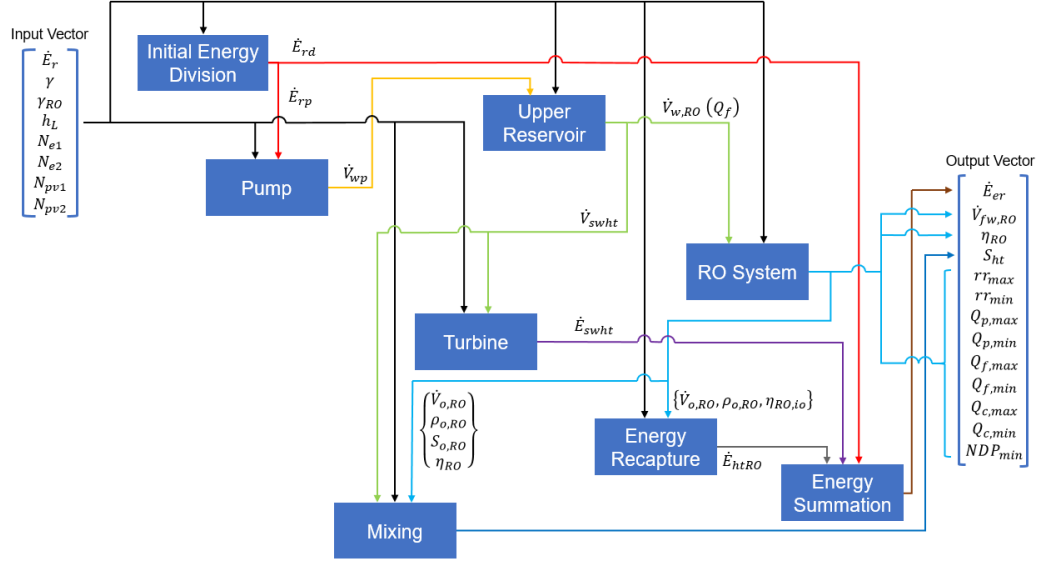 Input Vector
Ė_r
γ
γ_RO
h_L
N_e1
N_e2
N_pv1
N_pv2
Initial Energy
Division
Ė_rd
Ė_rp
Pump
V̇_wp
Upper
Reservoir
V̇_w,RO (Q_f)
V̇_swht
RO System
Turbine
Ė_swht
V̇_o,RO
ρ_o,RO
S_o,RO
η_RO
{V̇_o,RO, ρ_o,RO, η_RO,io}
Energy
Recapture
Ė_htRO
Energy
Summation
Mixing
Output Vector
Ė_er
V̇_fw,RO
η_RO
S_ht
rr_max
rr_min
Q_p,max
Q_p,min
Q_f,max
Q_f,min
Q_c,max
Q_c,min
NDP_min